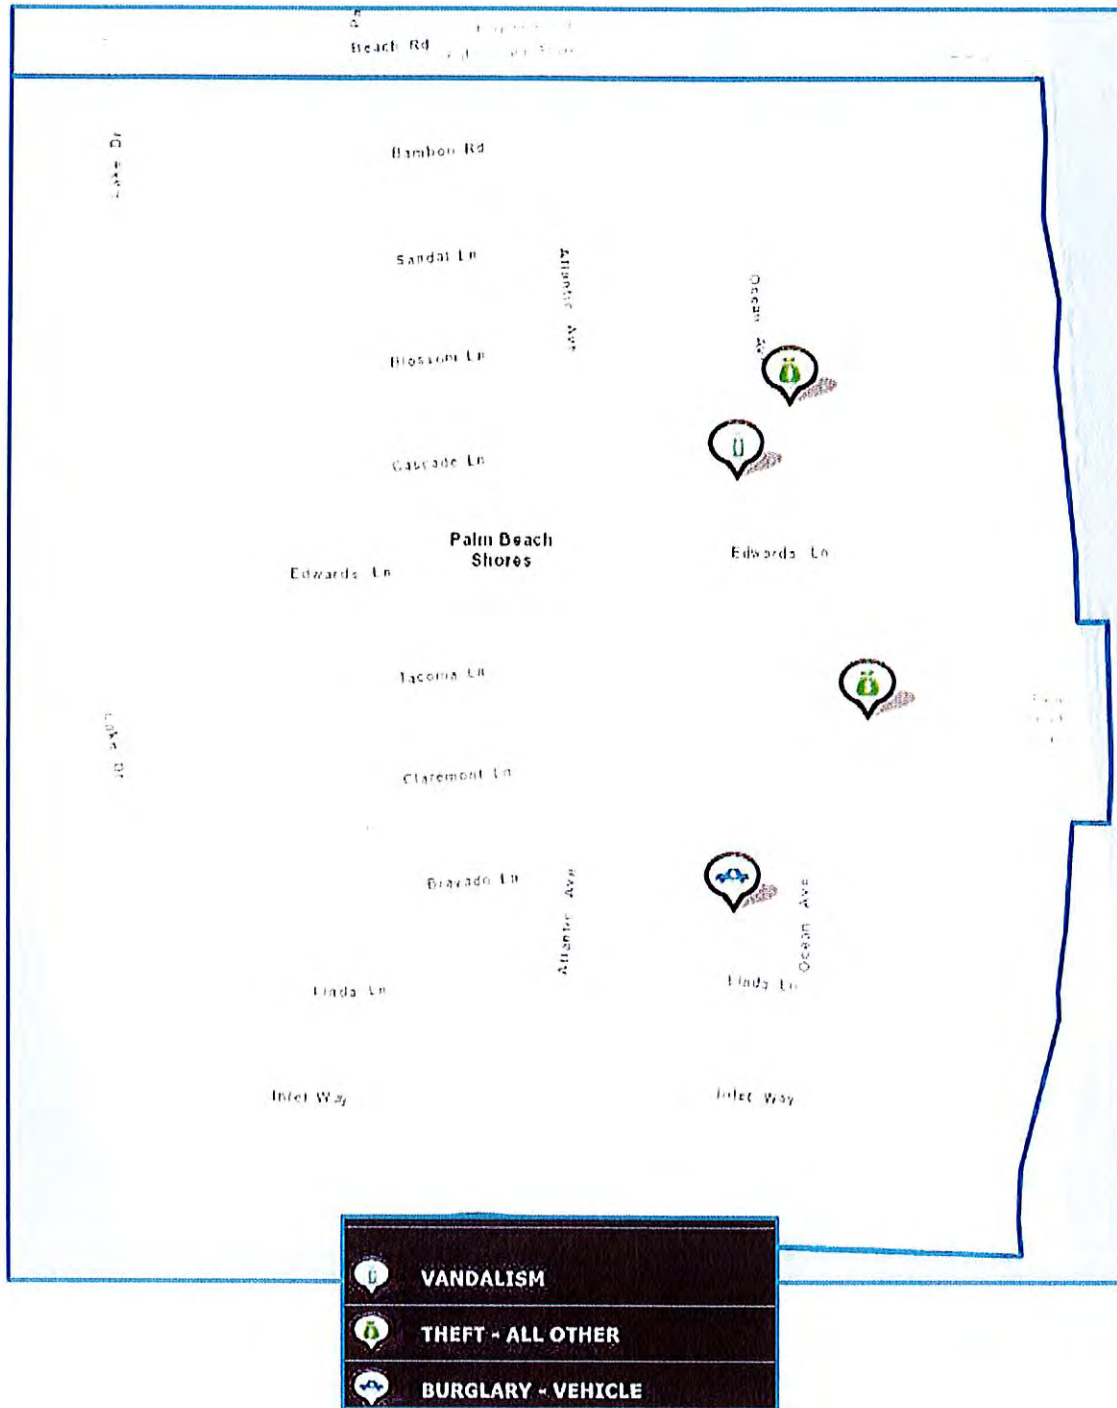 Beach Rd
Bamboo Rd
Sandal Ln
Atlantic Ave
Blossom Ln
Cascade Ln
Palm Beach
Shores
Edwards Ln
Edwards Ln
Tacoma Ln
Claremont Ln
Bravado Ln
Atlantic Ave
Ocean Ave
Linda Ln
Linda Ln
Inlet Way
Inlet Way
VANDALISM
THEFT - ALL OTHER
BURGLARY - VEHICLE